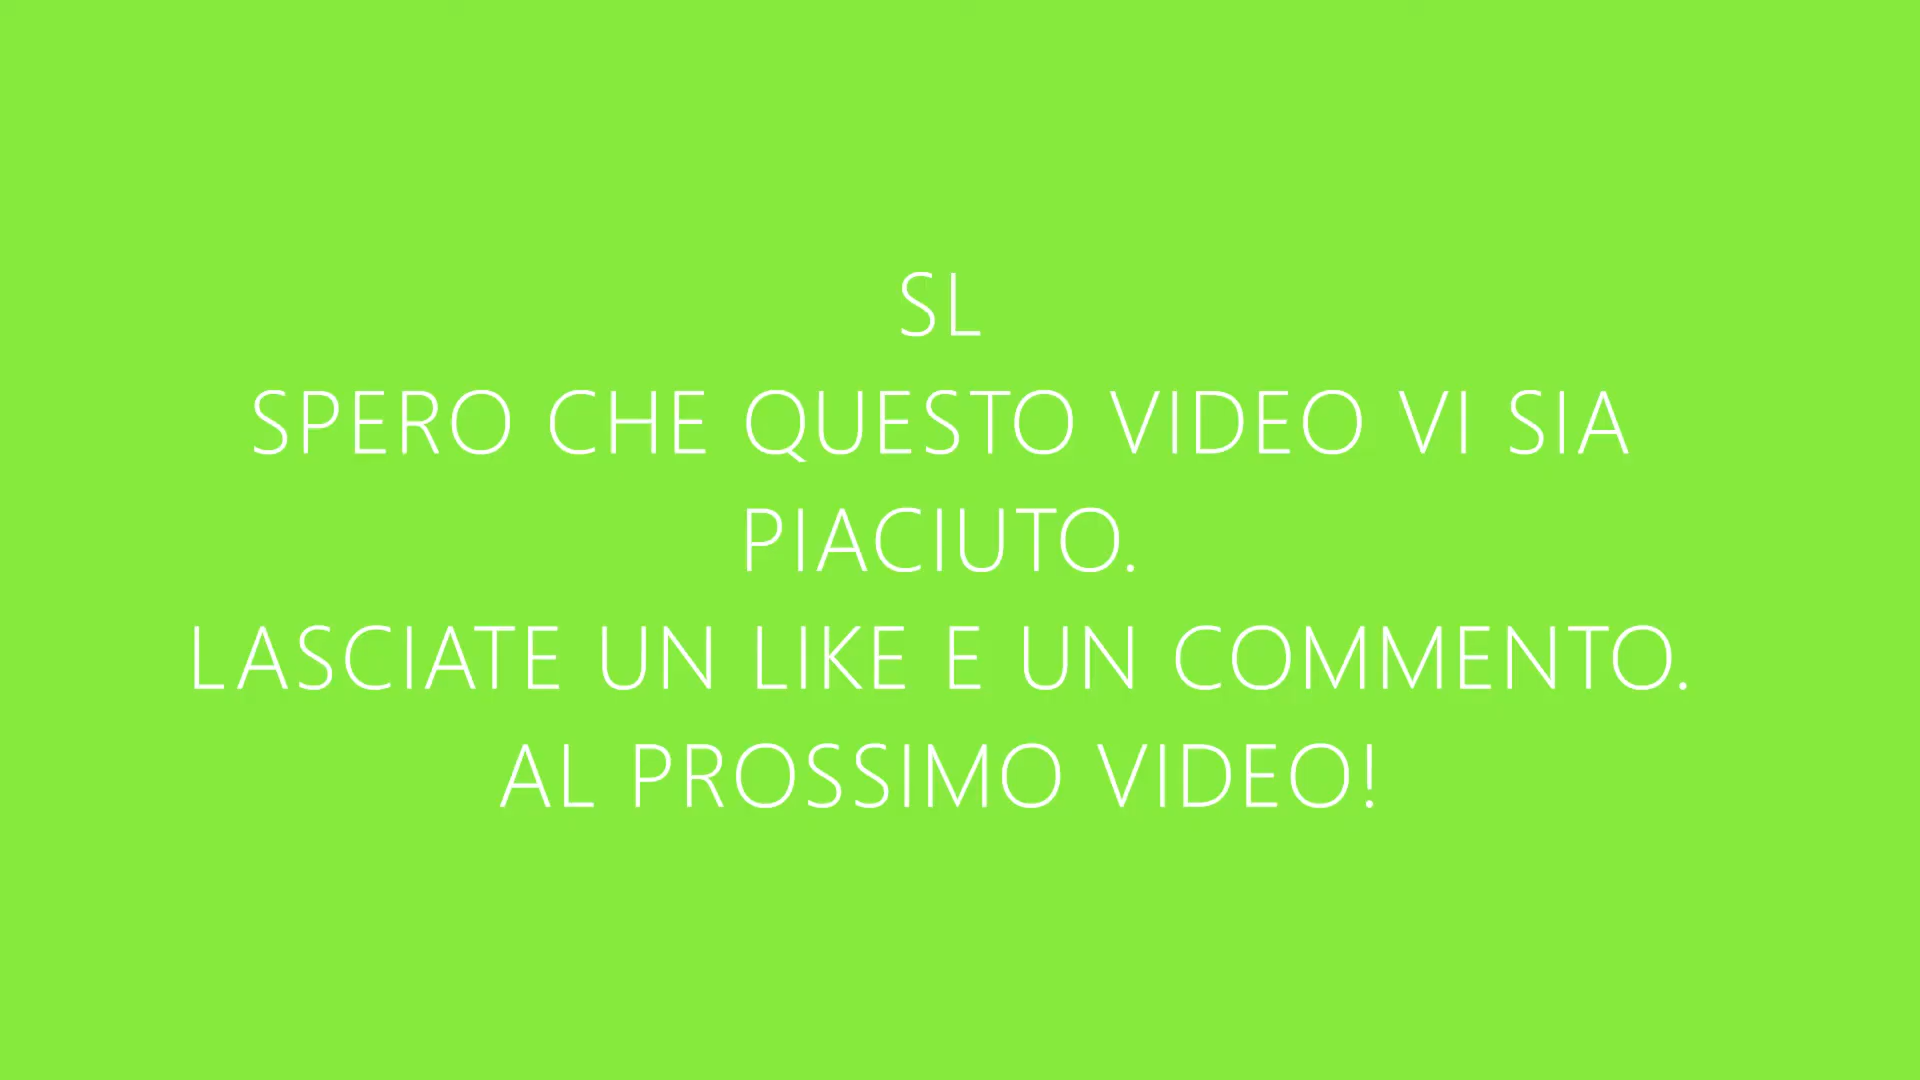 SL
SPERO CHE QUESTO VIDEO VI SIA
PIACIUTO.
LASCIATE UN LIKE E UN COMMENTO.
AL PROSSIMO VIDEO!